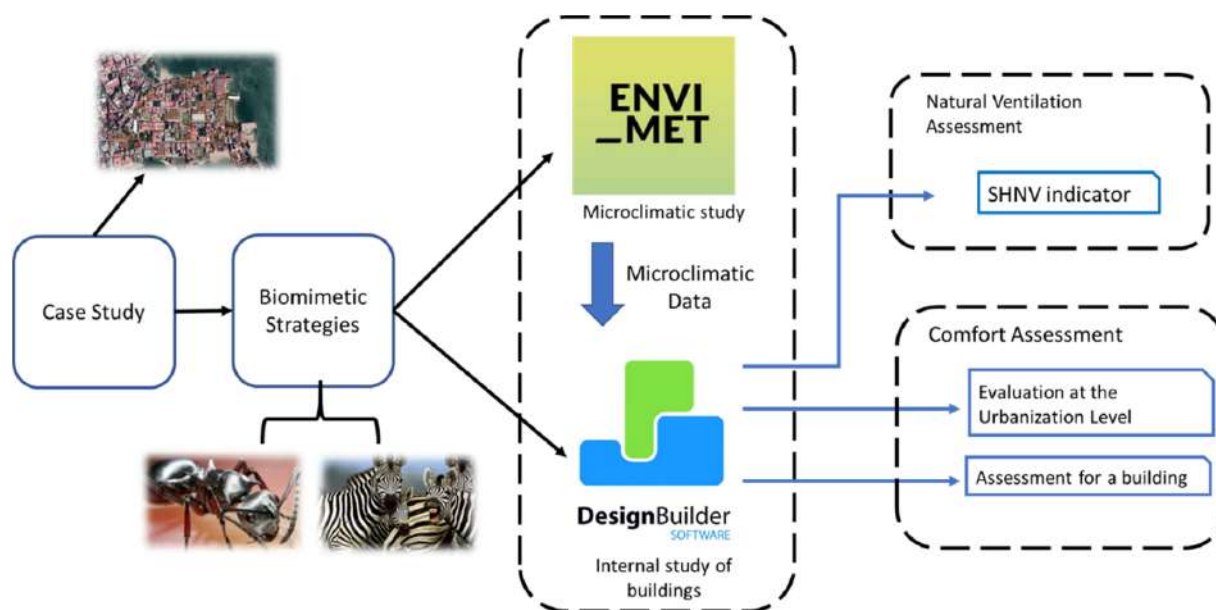 Case Study
Biomimetic
Strategies
ENVI
_MET
Microclimatic study
Microclimatic
Data
DesignBuilder
SOFTWARE
Internal study of
buildings
Natural Ventilation
Assessment
SHNV indicator
Comfort Assessment
Evaluation at the
Urbanization Level
Assessment for a building